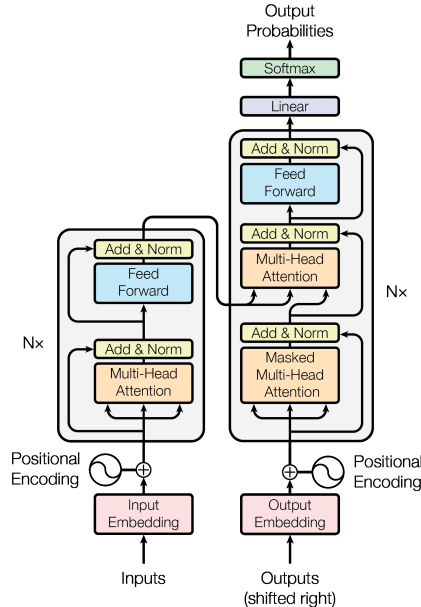 Output
Probabilities
Softmax
Linear
Add & Norm
Feed
Forward
Add & Norm
Multi-Head
Attention
Add & Norm
Masked
Multi-Head
Attention
N×
Add & Norm
Feed
Forward
Add & Norm
Multi-Head
Attention
N×
Positional
Encoding
Positional
Encoding
Input
Embedding
Output
Embedding
Inputs
Outputs
(shifted right)